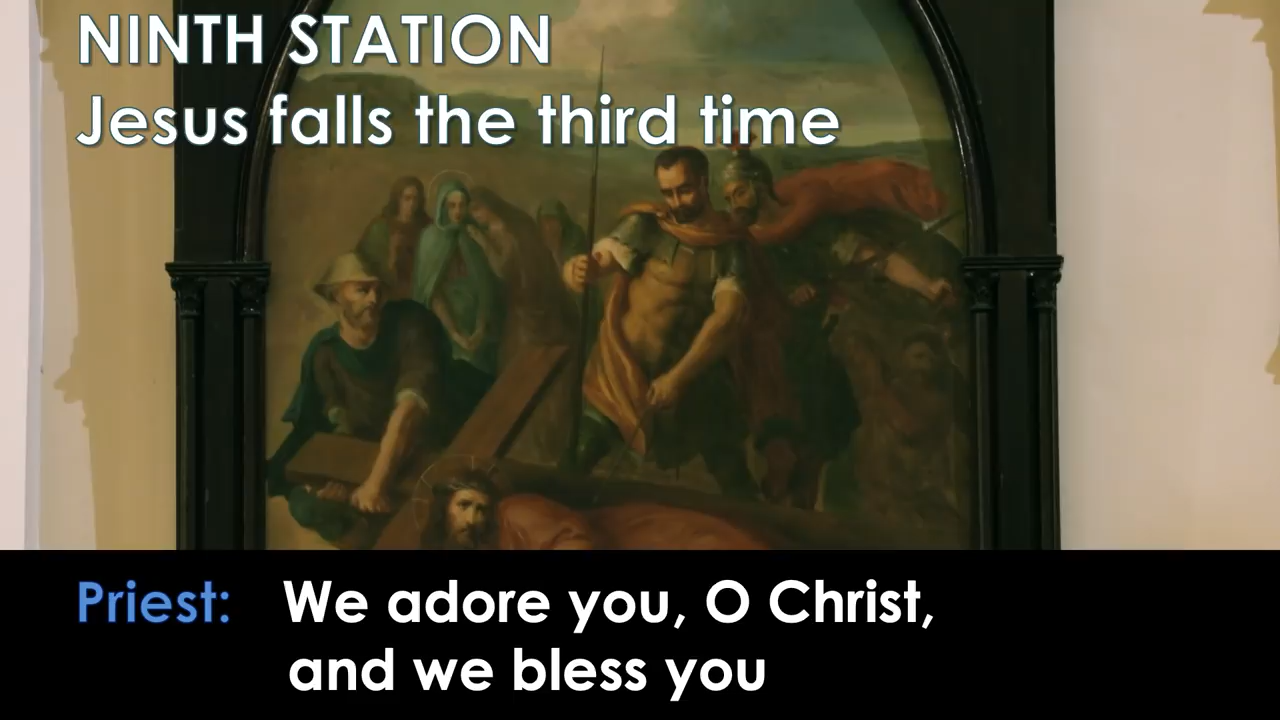 NINTH STATION
Jesus falls the third time
Priest: We adore you, O Christ,
and we bless you